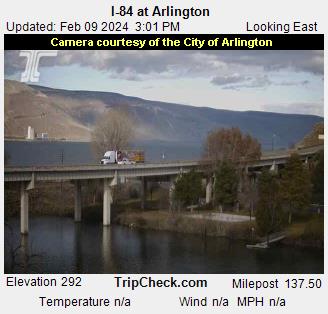 I-84 at Arlington
Updated: Feb 09 2024 3:01 PM Looking East
Camera courtesy of the City of Arlington
Elevation 292 TripCheck.com Milepost 137.50
Temperature n/a Wind n/a MPH n/a